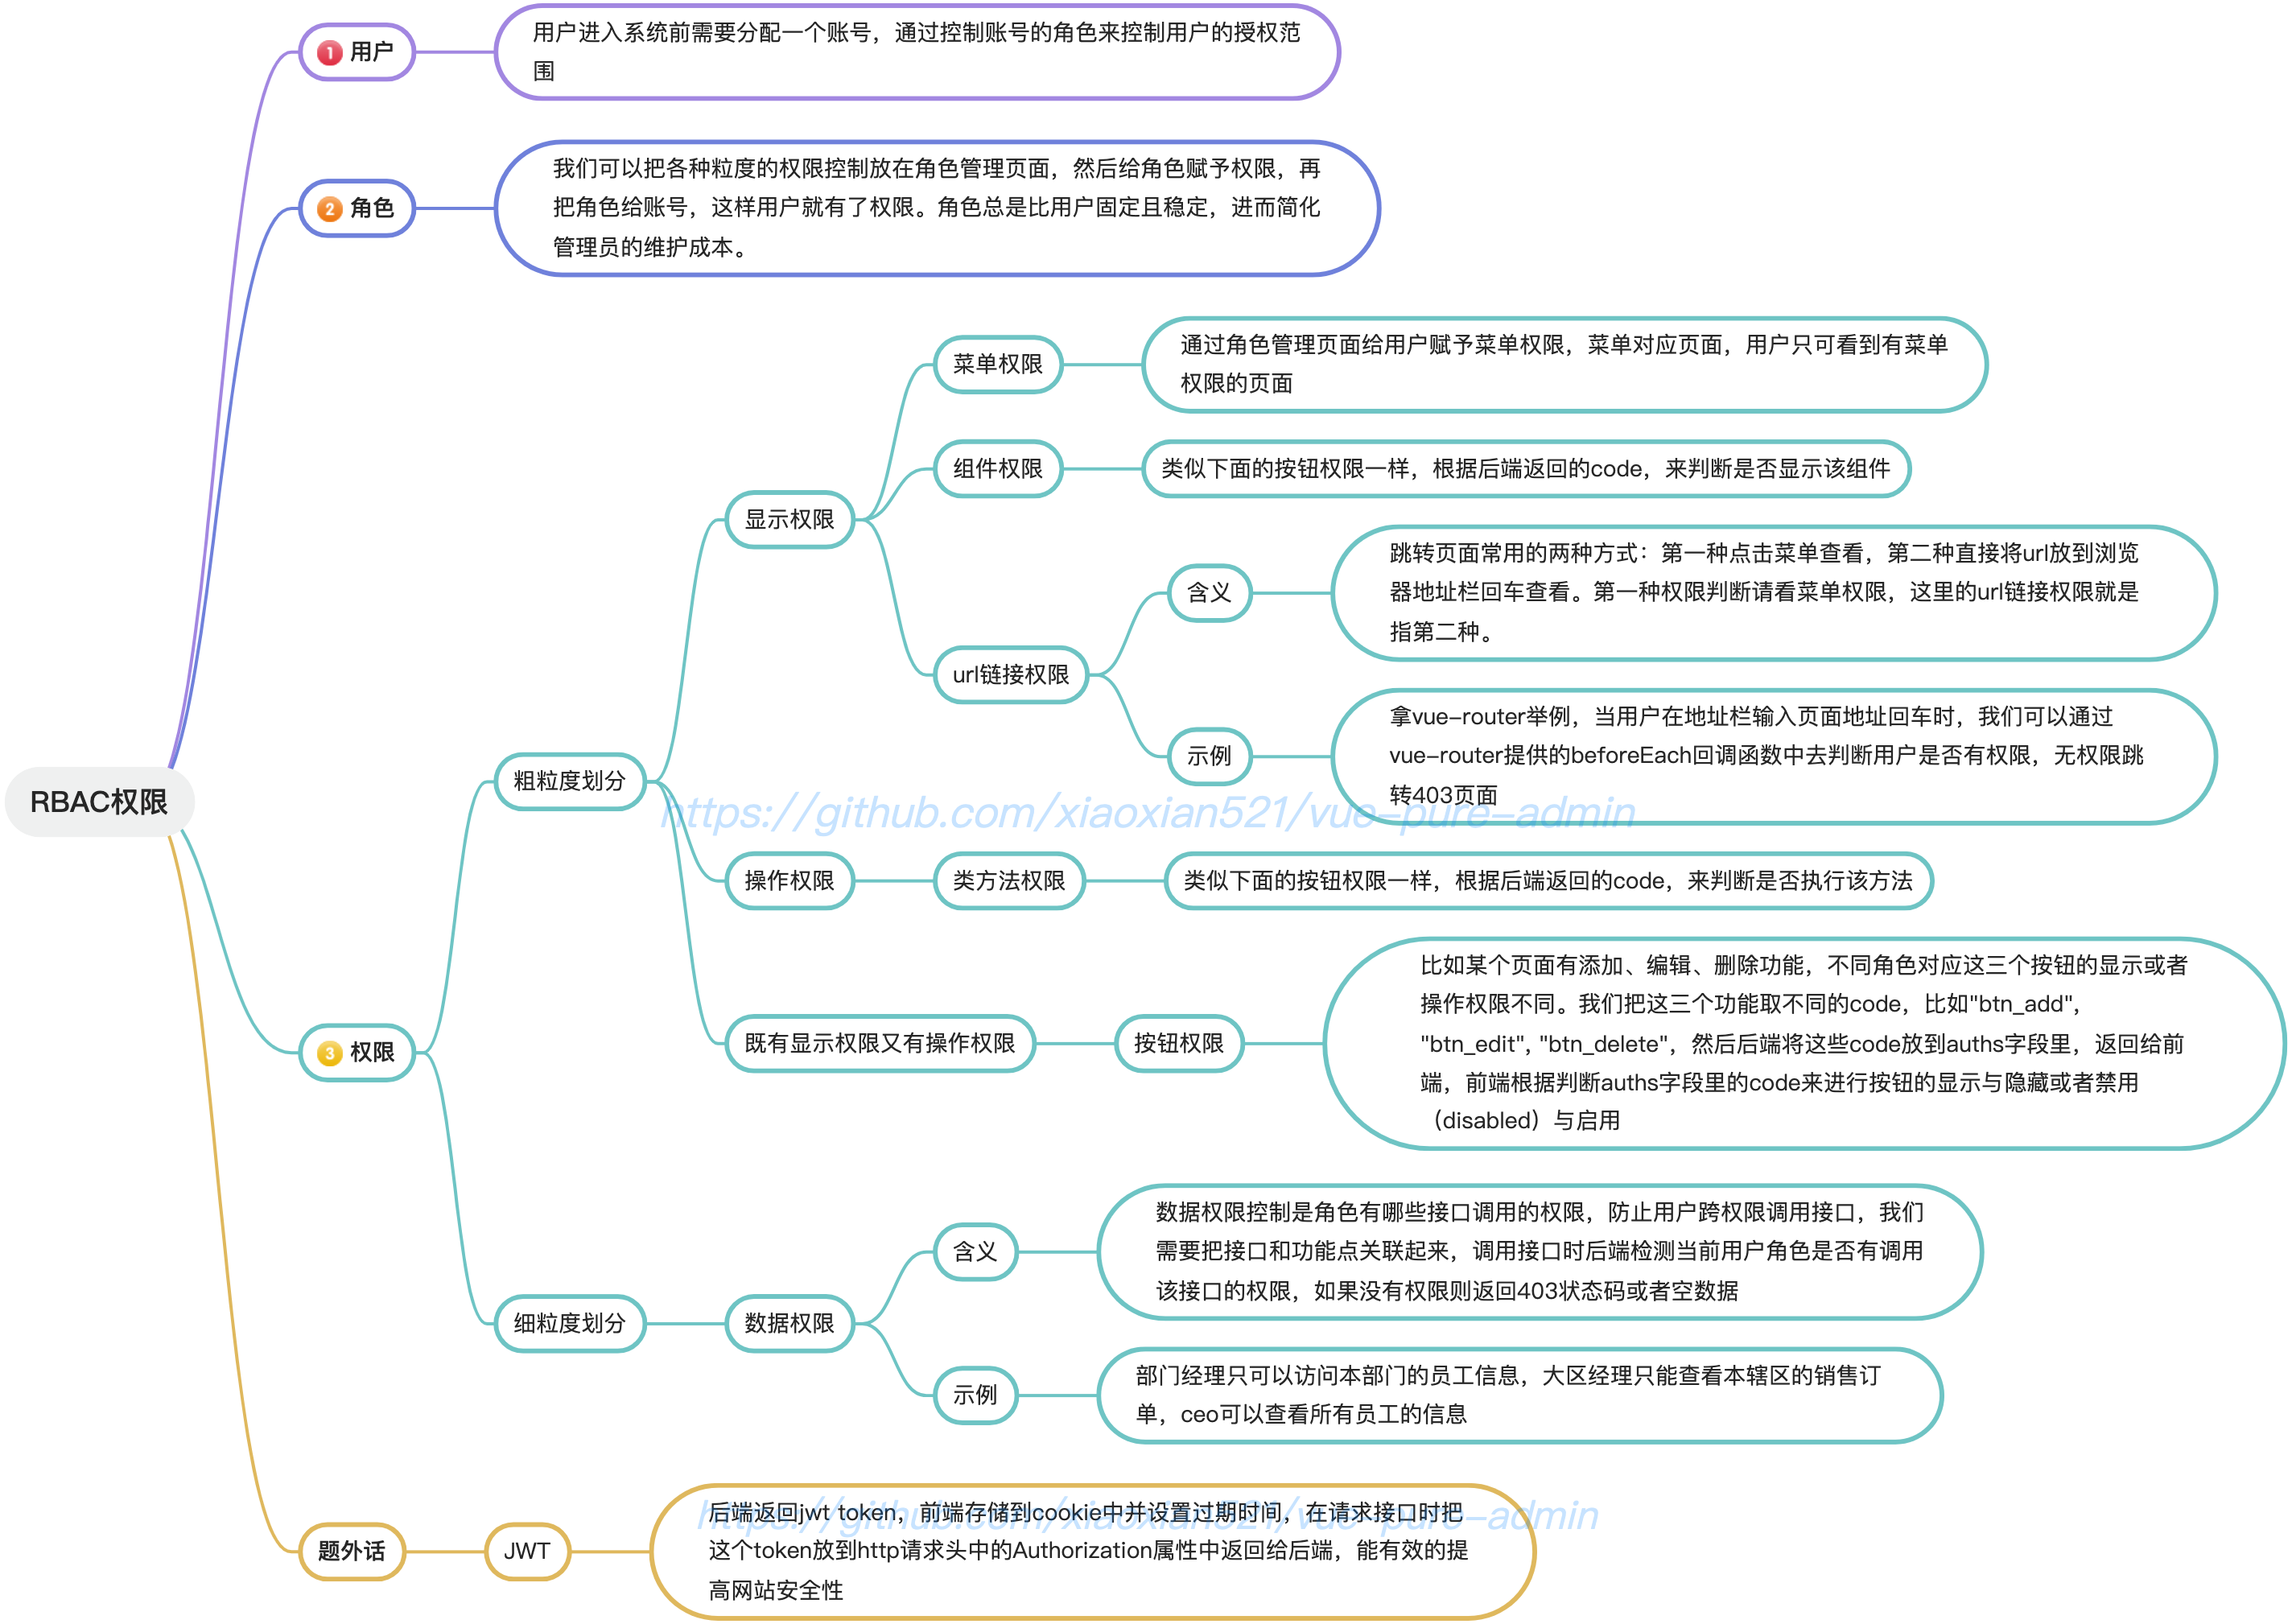 RBAC权限
1 用户
用户进入系统前需要分配一个账号，通过控制账号的角色来控制用户的授权范
围
2 角色
我们可以把各种粒度的权限控制放在角色管理页面，然后给角色赋予权限，再
把角色给账号，这样用户就有了权限。角色总是比用户固定且稳定，进而简化
管理员的维护成本。
3 权限
粗粒度划分
显示权限
菜单权限
通过角色管理页面给用户赋予菜单权限，菜单对应页面，用户只可看到有菜单
权限的页面
组件权限
类似下面的按钮权限一样，根据后端返回的code，来判断是否显示该组件
url链接权限
含义
跳转页面常用的两种方式：第一种点击菜单查看，第二种直接将url放到浏览
器地址栏回车查看。第一种权限判断请看菜单权限，这里的url链接权限就是
指第二种。
示例
拿vue-router举例，当用户在地址栏输入页面地址回车时，我们可以通过
vue-router提供的beforeEach回调函数中去判断用户是否有权限，无权限跳
转403页面
https://github.com/xiaoxian521/vue-pure-admin
操作权限
类方法权限
类似下面的按钮权限一样，根据后端返回的code，来判断是否执行该方法
既有显示权限又有操作权限
按钮权限
比如某个页面有添加、编辑、删除功能，不同角色对应这三个按钮的显示或者
操作权限不同。我们把这三个功能取不同的code，比如"btn_add"，
"btn_edit", "btn_delete"，然后后端将这些code放到auths字段里，返回给前
端，前端根据判断auths字段里的code来进行按钮的显示与隐藏或者禁用
（disabled）与启用
细粒度划分
数据权限
含义
数据权限控制是角色有哪些接口调用的权限，防止用户跨权限调用接口，我们
需要把接口和功能点关联起来，调用接口时后端检测当前用户角色是否有调用
该接口的权限，如果没有权限则返回403状态码或者空数据
示例
部门经理只可以访问本部门的员工信息，大区经理只能查看本辖区的销售订
单，ceo可以查看所有员工的信息
题外话
JWT
后端返回jwt token，前端存储到cookie中并设置过期时间，在请求接口时把
这个token放到http请求头中的Authorization属性中返回给后端，能有效的提
高网站安全性
https://github.com/xiaoxian521/vue-pure-admin